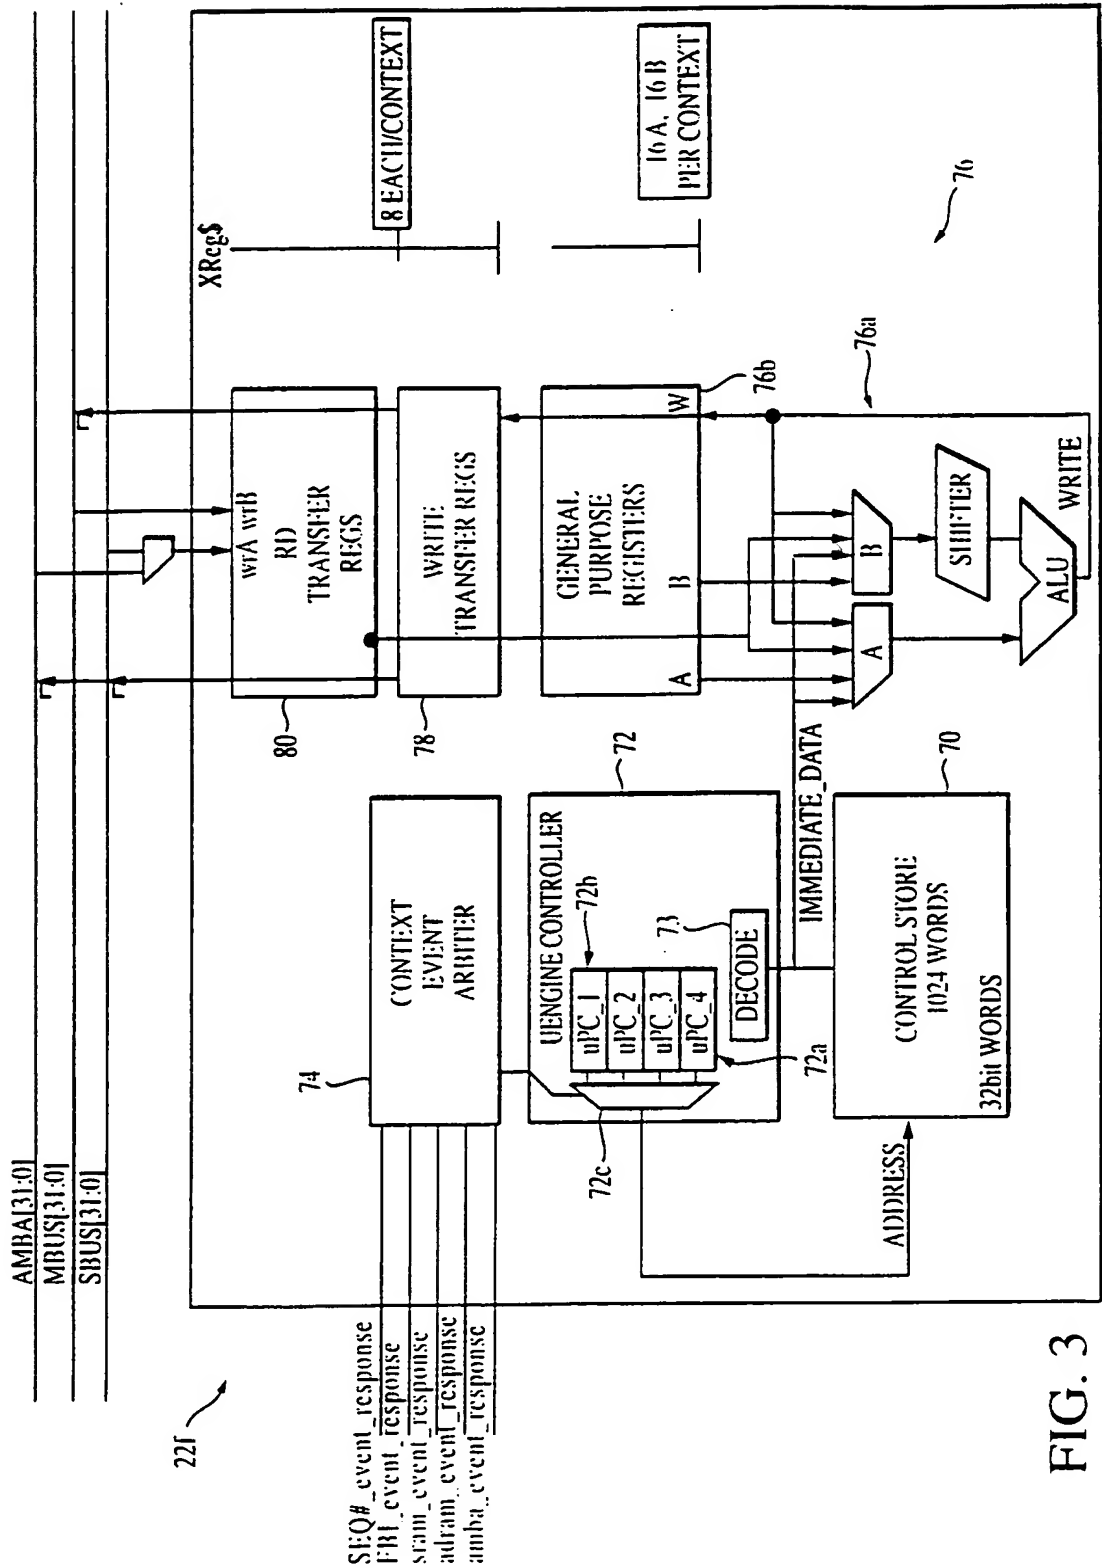 AMBA[31:0]
MBUS[31:0]
SBUS[31:0]
22f
SEQ#_event_response
FBI_event_response
sram_event_response
adram_event_response
amba_event_response
74
CONTEXT
EVENT
ARBITER
72
UENGINE CONTROLLER
72b
uPC_1
uPC_2
uPC_3
uPC_4
72a
72c
73
DECODE
IMMEDIATE_DATA
ADDRESS
70
CONTROL STORE
1024 WORDS
32bit WORDS
80
wrA wrB
RD
TRANSFER
REGS
78
WRITE
TRANSFER REGS
GENERAL
PURPOSE
REGISTERS
A
B
W
76b
A
B
76a
SHIFTER
ALU
WRITE
XReg$
8 EACH/CONTEXT
16 A, 16 B
PER CONTEXT
76
FIG. 3